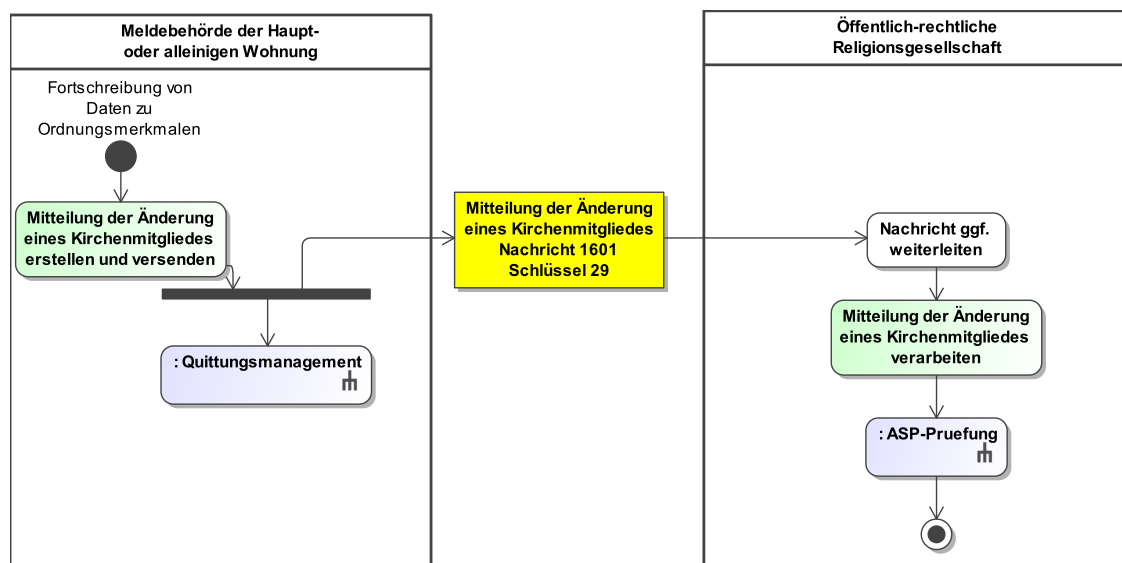 Meldebehörde der Haupt-
oder alleinigen Wohnung
Fortschreibung von
Daten zu
Ordnungsmerkmalen
Mitteilung der Änderung
eines Kirchenmitgliedes
erstellen und versenden
: Quittungsmanagement
Mitteilung der Änderung
eines Kirchenmitgliedes
Nachricht 1601
Schlüssel 29
Öffentlich-rechtliche
Religionsgesellschaft
Nachricht ggf.
weiterleiten
Mitteilung der Änderung
eines Kirchenmitgliedes
verarbeiten
: ASP-Pruefung